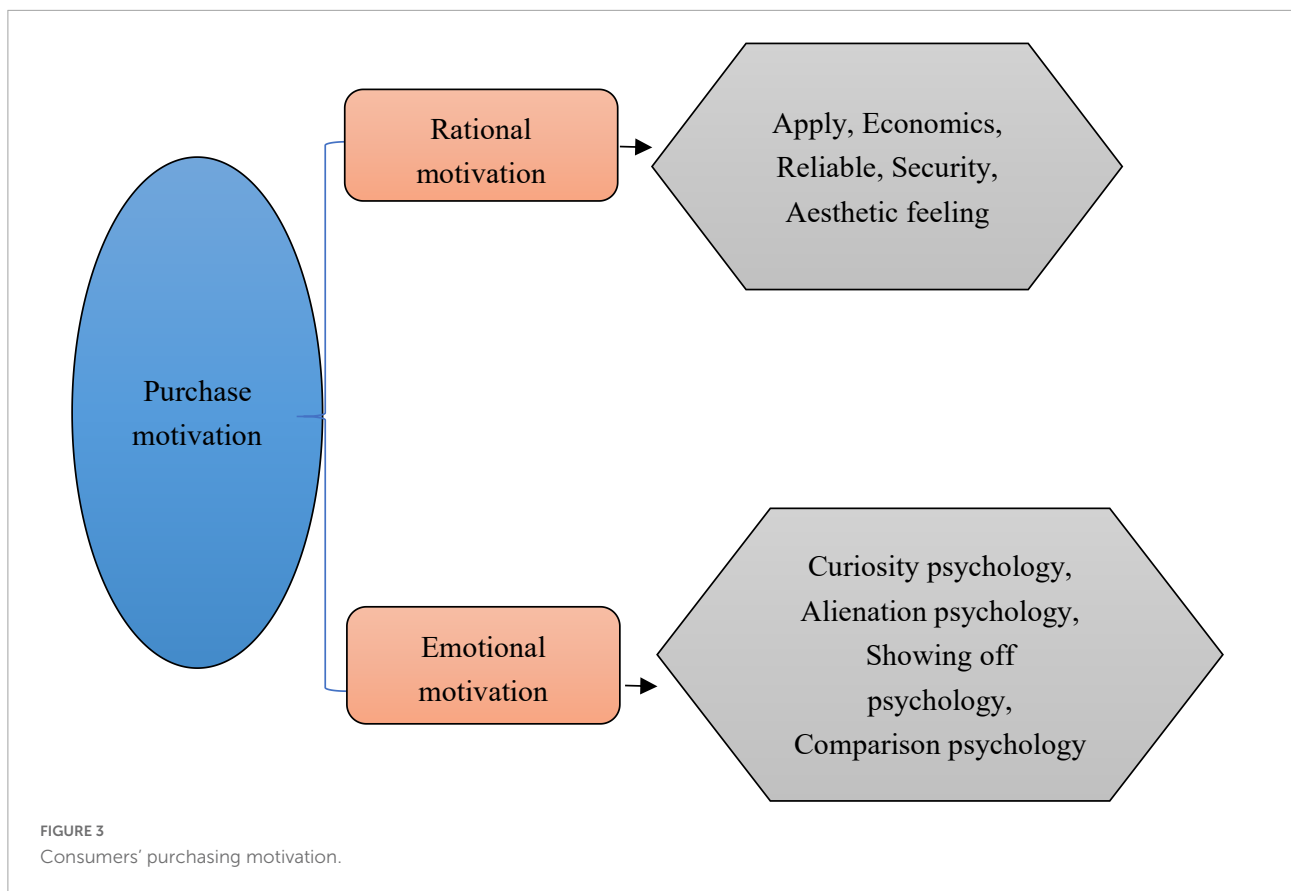 Purchase
motivation
Rational
motivation
Apply, Economics,
Reliable, Security,
Aesthetic feeling
Emotional
motivation
Curiosity psychology,
Alienation psychology,
Showing off
psychology,
Comparison psychology
FIGURE 3
Consumers’ purchasing motivation.